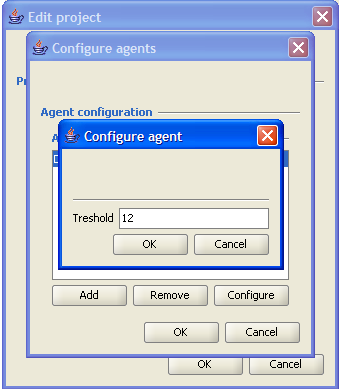 Edit project
Configure agents
Agent configuration
Configure agent
Treshold 12
OK Cancel
Add Remove Configure
OK Cancel
OK Cancel